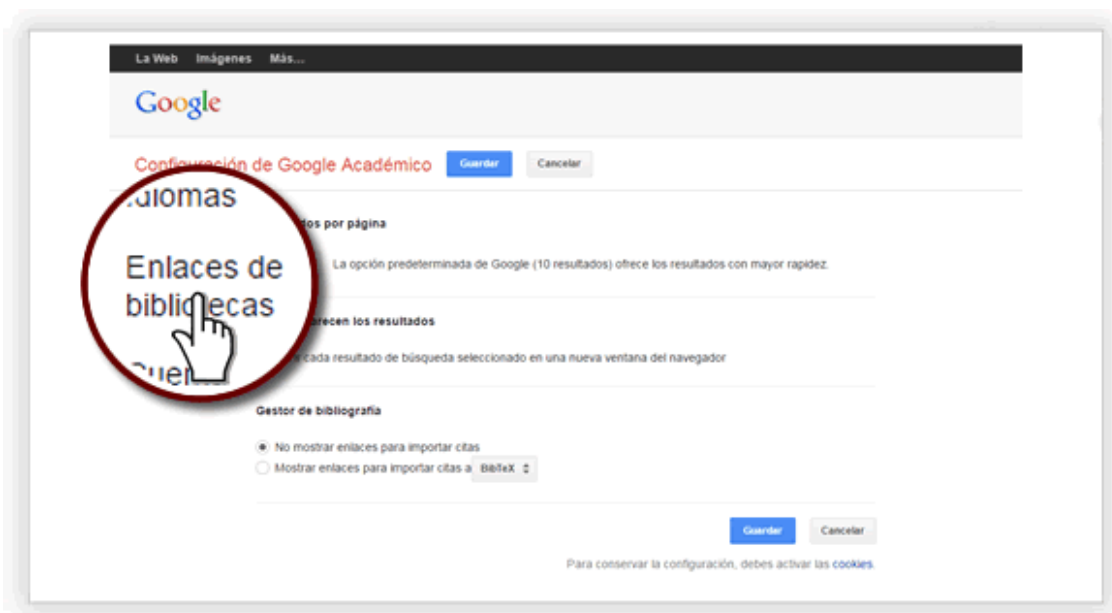 La Web Imágenes Más...
Google
Configuración de Google Académico Guardar Cancelar
Idiomas
por página
Enlaces de
bibliotecas
La opción predeterminada de Google (10 resultados) ofrece los resultados con mayor rapidez.
los resultados
cada resultado de búsqueda seleccionado en una nueva ventana del navegador
Gestor de bibliografía
No mostrar enlaces para importar citas
Mostrar enlaces para importar citas a BibTeX
Guardar Cancelar
Para conservar la configuración, debes activar las cookies.